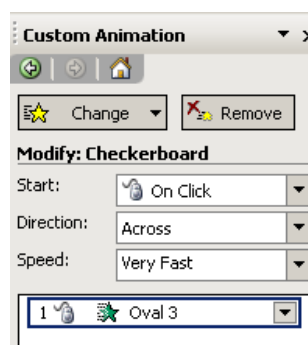 Custom Animation
Change Remove
Modify: Checkerboard
Start: On Click
Direction: Across
Speed: Very Fast
1 Oval 3